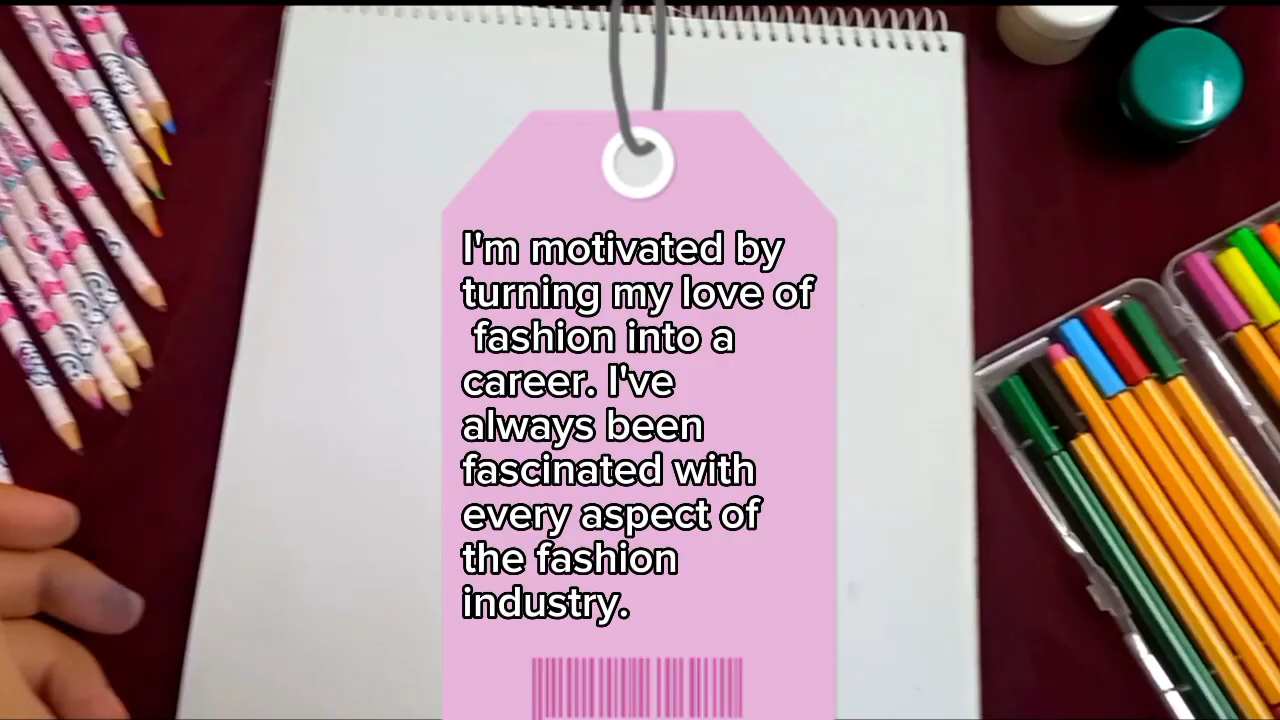 I'm motivated by
turning my love of
fashion into a
career. I've
always been
fascinated with
every aspect of
the fashion
industry.